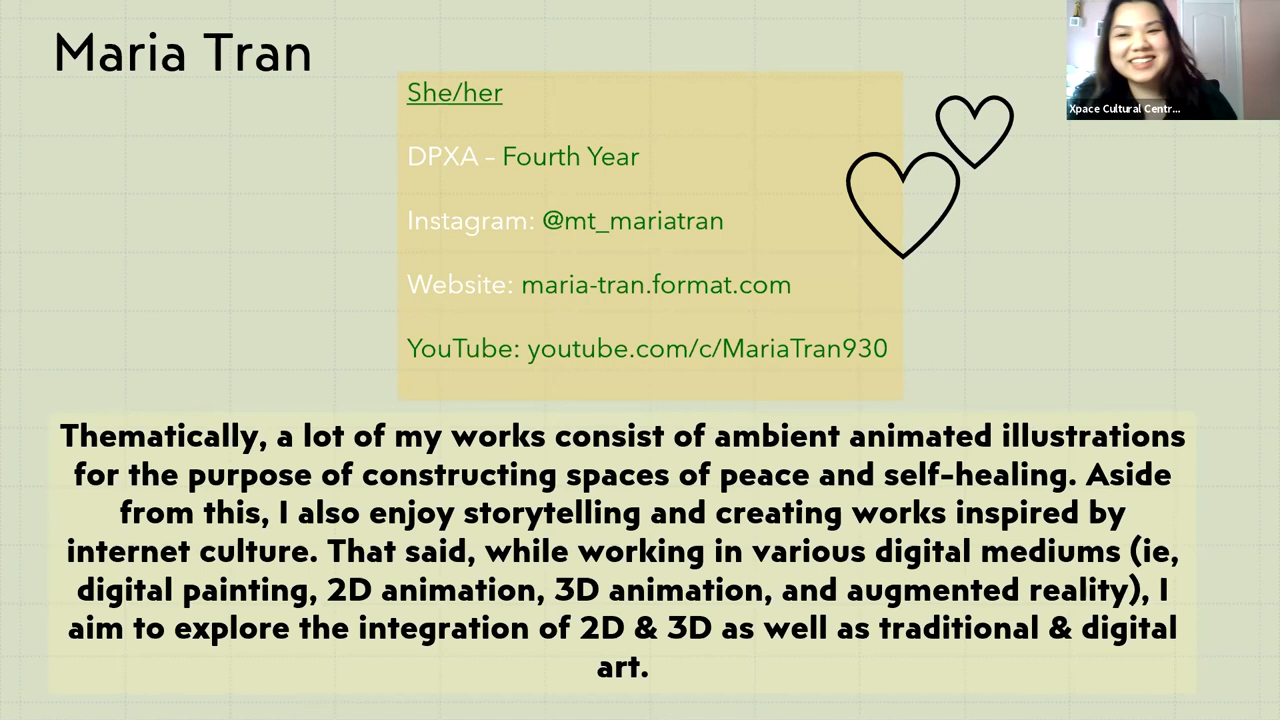 Maria Tran
Xpace Cultural Centr...
She/her
DPXA – Fourth Year
Instagram: @mt_mariatran
Website: maria-tran.format.com
YouTube: youtube.com/c/MariaTran930
Thematically, a lot of my works consist of ambient animated illustrations
for the purpose of constructing spaces of peace and self-healing. Aside
from this, I also enjoy storytelling and creating works inspired by
internet culture. That said, while working in various digital mediums (ie,
digital painting, 2D animation, 3D animation, and augmented reality), I
aim to explore the integration of 2D & 3D as well as traditional & digital
art.